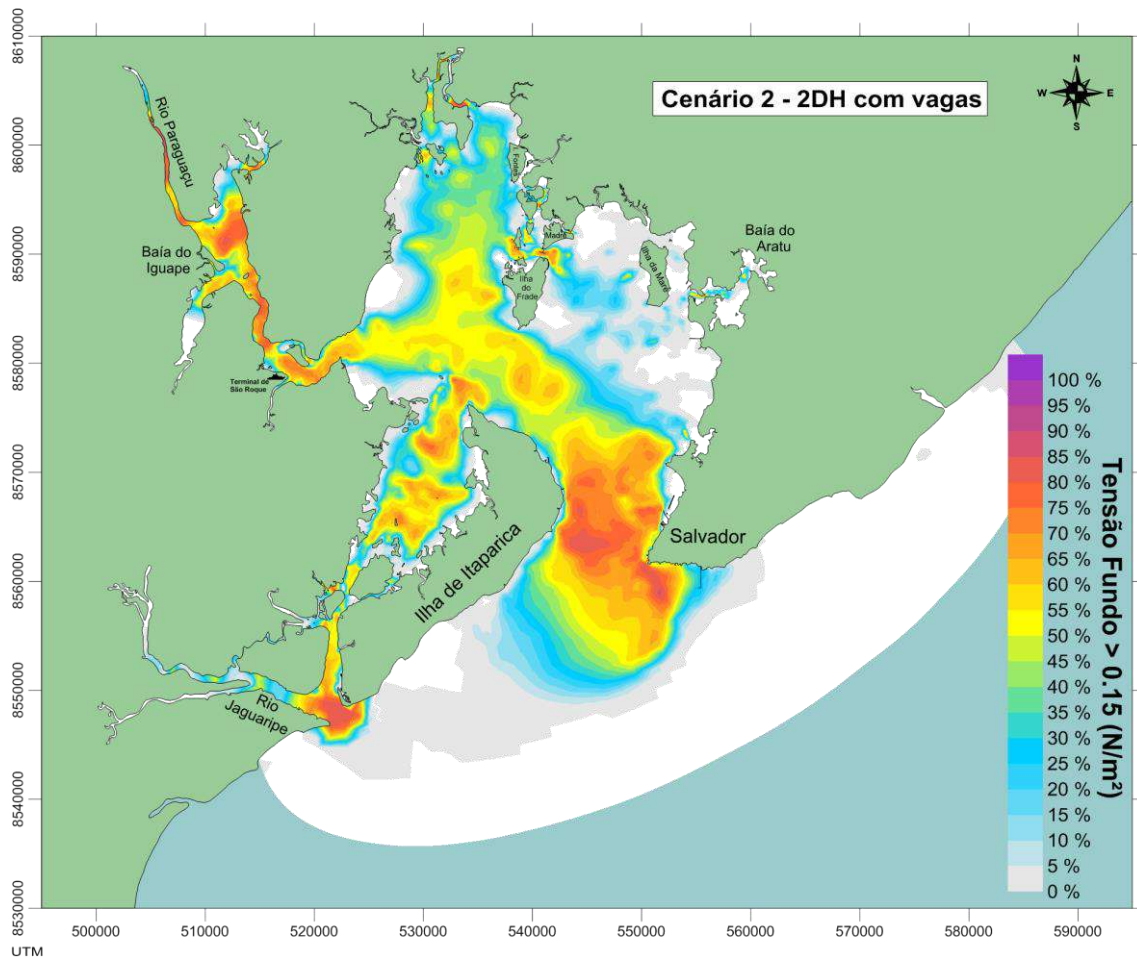 Cenário 2 - 2DH com vagas
N
W
E
S
Rio Paraguaçu
I. Fontes
Madre
Baía do
Aratu
Baía do
Iguape
Ilha da Maré
Ilha
do
Frade
Terminal de
São Roque
Salvador
Ilha de Itaparica
Rio
Jaguaripe
100 %
95 %
90 %
85 %
80 %
75 %
70 %
65 %
60 %
55 %
50 %
45 %
40 %
35 %
30 %
25 %
20 %
15 %
10 %
5 %
0 %
Tensão Fundo > 0.15 (N/m²)
8610000
8600000
8590000
8580000
8570000
8560000
8550000
8540000
8530000
500000
510000
520000
530000
540000
550000
560000
570000
580000
590000
UTM